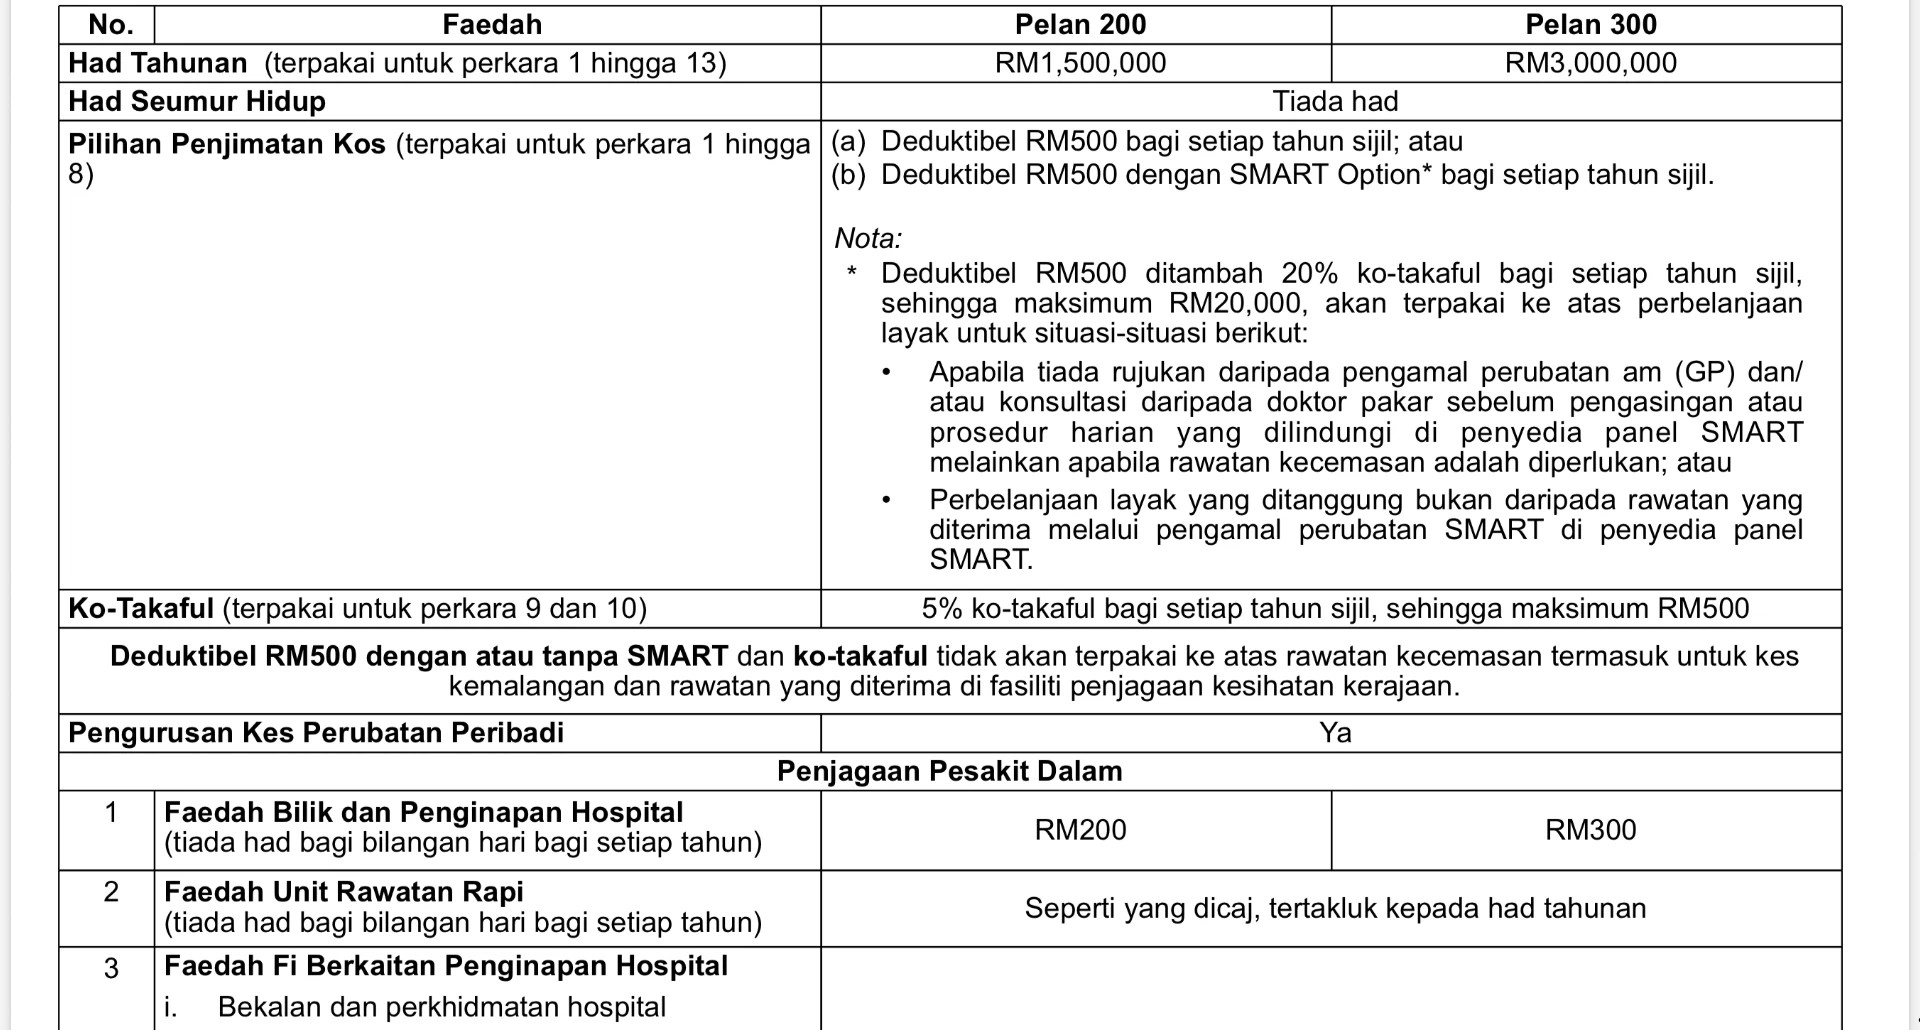 No. Faedah Pelan 200 Pelan 300
Had Tahunan (terpakai untuk perkara 1 hingga 13) RM1,500,000 RM3,000,000
Had Seumur Hidup Tiada had
Pilihan Penjimatan Kos (terpakai untuk perkara 1 hingga
8)
(a) Deduktibel RM500 bagi setiap tahun sijil; atau
(b) Deduktibel RM500 dengan SMART Option* bagi setiap tahun sijil.
Nota:
* Deduktibel RM500 ditambah 20% ko-takaful bagi setiap tahun sijil,
sehingga maksimum RM20,000, akan terpakai ke atas perbelanjaan
layak untuk situasi-situasi berikut:
• Apabila tiada rujukan daripada pengamal perubatan am (GP) dan/
atau konsultasi daripada doktor pakar sebelum pengasingan atau
prosedur harian yang dilindungi di penyedia panel SMART
melainkan apabila rawatan kecemasan adalah diperlukan; atau
• Perbelanjaan layak yang ditanggung bukan daripada rawatan yang
diterima melalui pengamal perubatan SMART di penyedia panel
SMART.
Ko-Takaful (terpakai untuk perkara 9 dan 10) 5% ko-takaful bagi setiap tahun sijil, sehingga maksimum RM500
Deduktibel RM500 dengan atau tanpa SMART dan ko-takaful tidak akan terpakai ke atas rawatan kecemasan termasuk untuk kes
kemalangan dan rawatan yang diterima di fasiliti penjagaan kesihatan kerajaan.
Pengurusan Kes Perubatan Peribadi Ya
Penjagaan Pesakit Dalam
1 Faedah Bilik dan Penginapan Hospital
(tiada had bagi bilangan hari bagi setiap tahun)
RM200 RM300
2 Faedah Unit Rawatan Rapi
(tiada had bagi bilangan hari bagi setiap tahun)
Seperti yang dicaj, tertakluk kepada had tahunan
3 Faedah Fi Berkaitan Penginapan Hospital
i. Bekalan dan perkhidmatan hospital